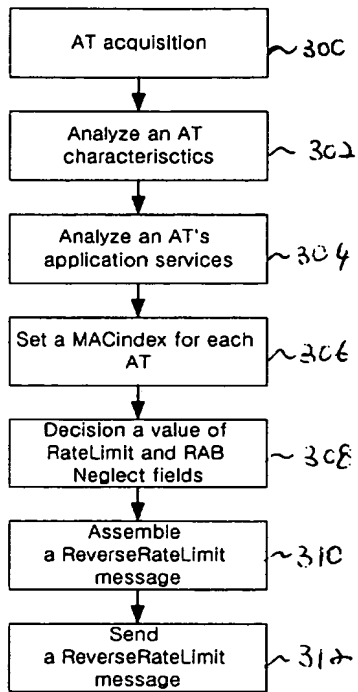 AT acquisition
300
Analyze an AT
characterisctics
302
Analyze an AT's
application services
304
Set a MACindex for each
AT
306
Decision a value of
RateLimit and RAB
Neglect fields
308
Assemble
a ReverseRateLimit
message
310
Send
a ReverseRateLimit
message
312